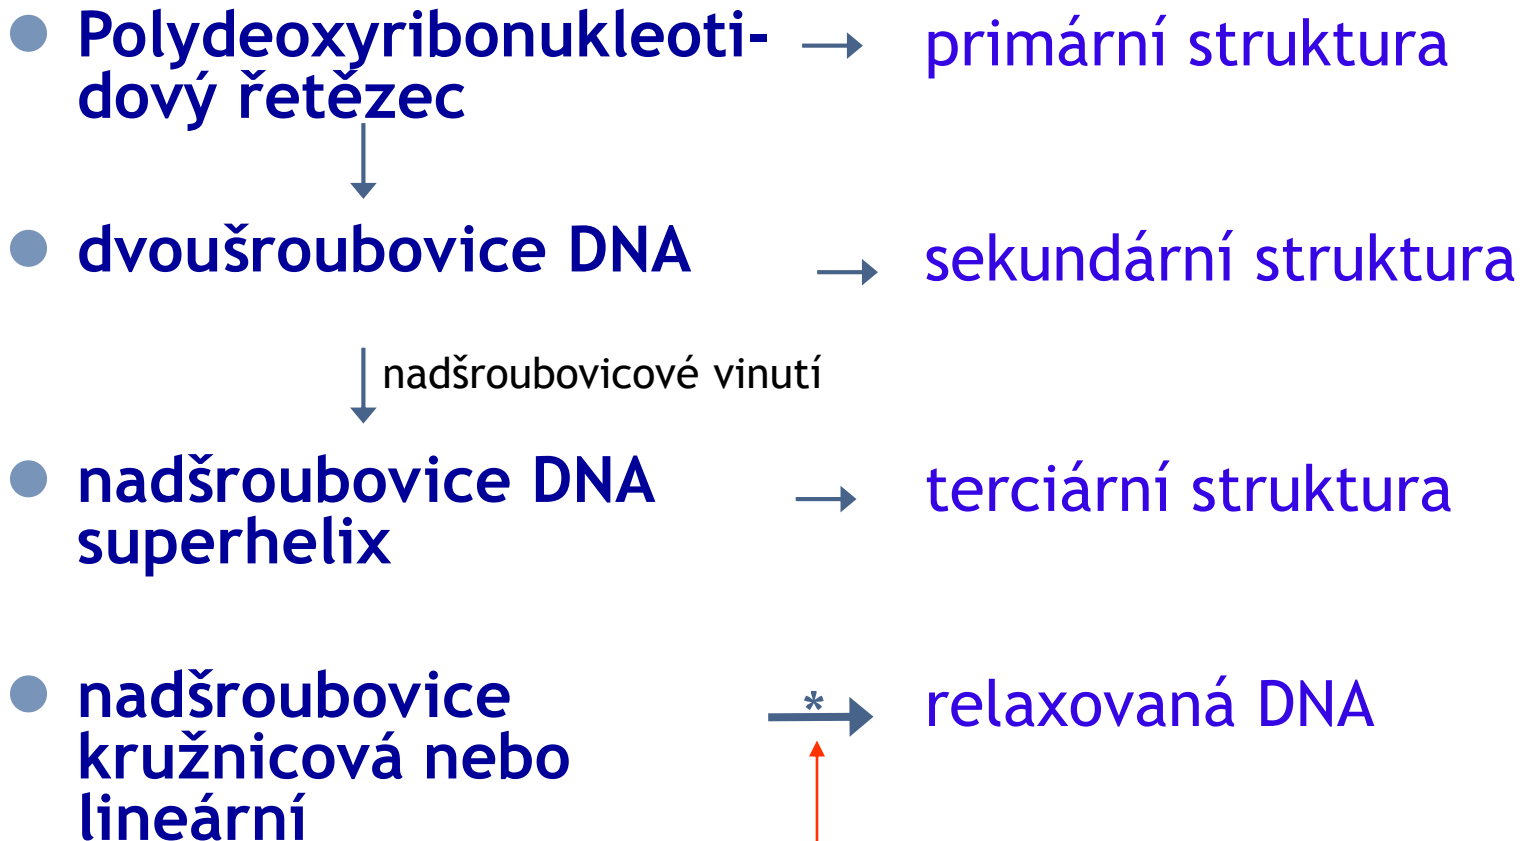 Polydeoxyribonukleoti-
dový řetězec
primární struktura
dvoušroubovice DNA
sekundární struktura
nadšroubovicové vinutí
nadšroubovice DNA
superhelix
terciární struktura
nadšroubovice
kružnicová nebo
lineární
*
relaxovaná DNA